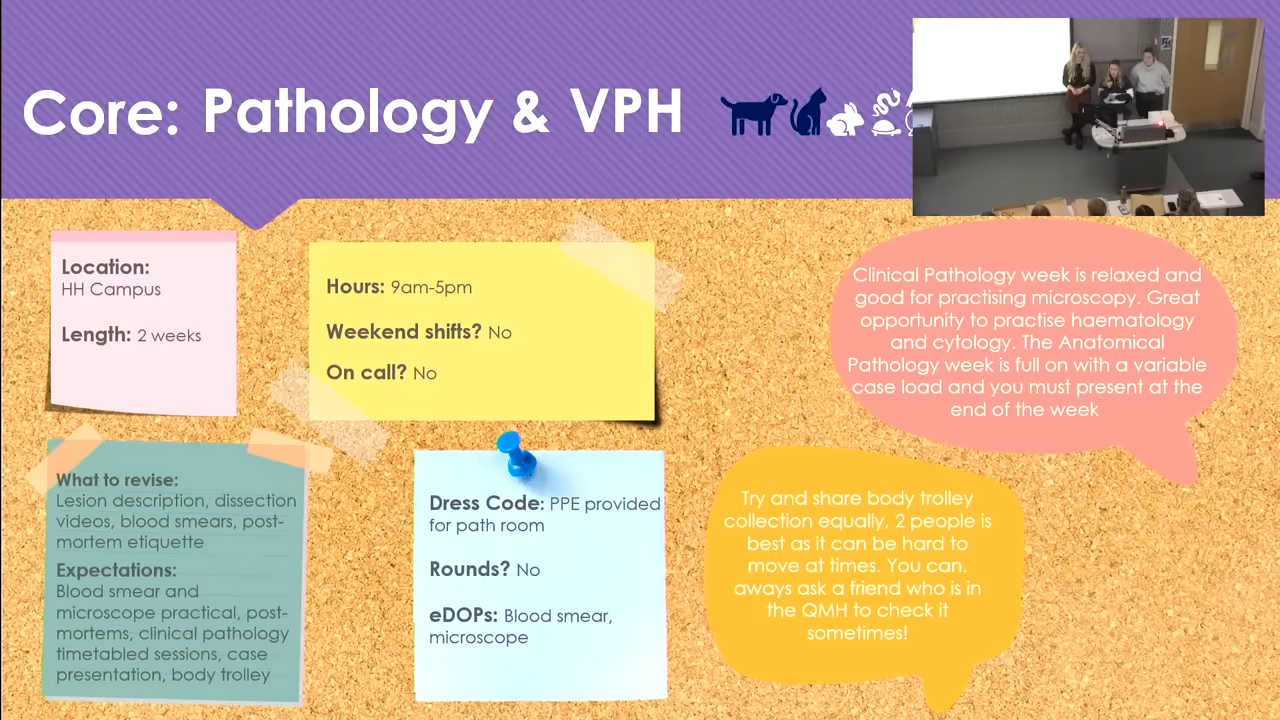 Core: Pathology & VPH
Location:
HH Campus
Length: 2 weeks
Hours: 9am-5pm
Weekend shifts? No
On call? No
Clinical Pathology week is relaxed and
good for practising microscopy. Great
opportunity to practise haematology
and cytology. The Anatomical
Pathology week is full on with a variable
case load and you must present at the
end of the week
What to revise:
Lesion description, dissection
videos, blood smears, post-
mortem etiquette
Expectations:
Blood smear and
microscope practical, post-
mortems, clinical pathology
timetabled sessions, case
presentation, body trolley
Dress Code: PPE provided
for path room
Rounds? No
eDOPs: Blood smear,
microscope
Try and share body trolley
collection equally, 2 people is
best as it can be hard to
move at times. You can.
aways ask a friend who is in
the QMH to check it
sometimes!